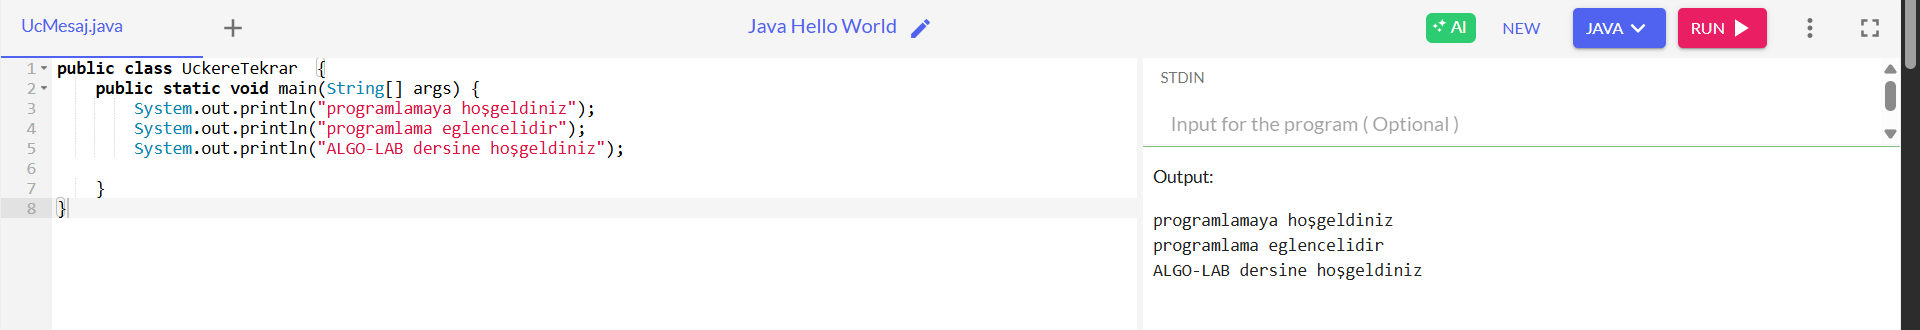 UcMesaj.java + Java Hello World AI NEW JAVA RUN
1 public class UckereTekrar {
2 public static void main(String[] args) {
3 System.out.println("programlamaya hoşgeldiniz");
4 System.out.println("programlama eglencelidir");
5 System.out.println("ALGO-LAB dersine hoşgeldiniz");
6
7 }
8 }
STDIN
Input for the program ( Optional )
Output:
programlamaya hoşgeldiniz
programlama eglencelidir
ALGO-LAB dersine hoşgeldiniz